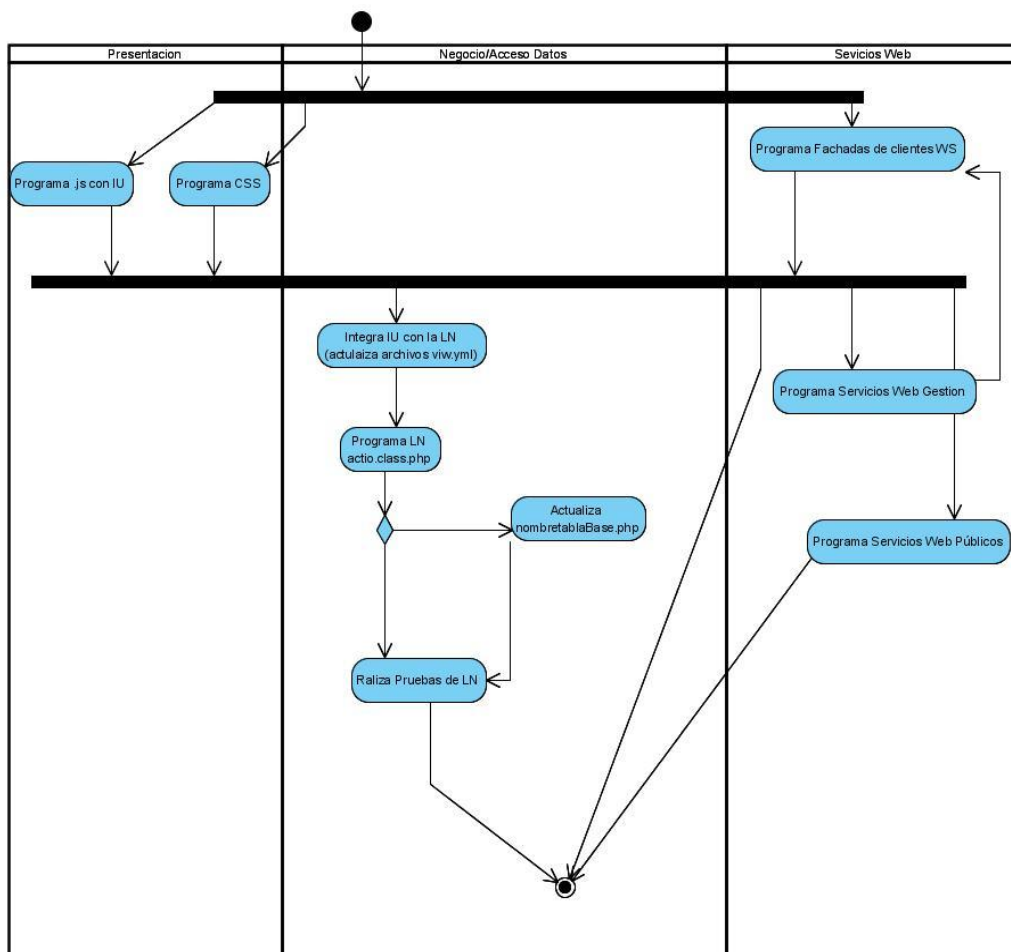 Presentacion
Negocio/Acceso Datos
Sevicios Web
Programa Fachadas de clientes WS
Programa .js con IU
Programa CSS
Integra IU con la LN
(actulaiza archivos viw.yml)
Programa Servicios Web Gestion
Programa LN
actio.class.php
Actualiza
nombretablaBase.php
Programa Servicios Web Públicos
Raliza Pruebas de LN